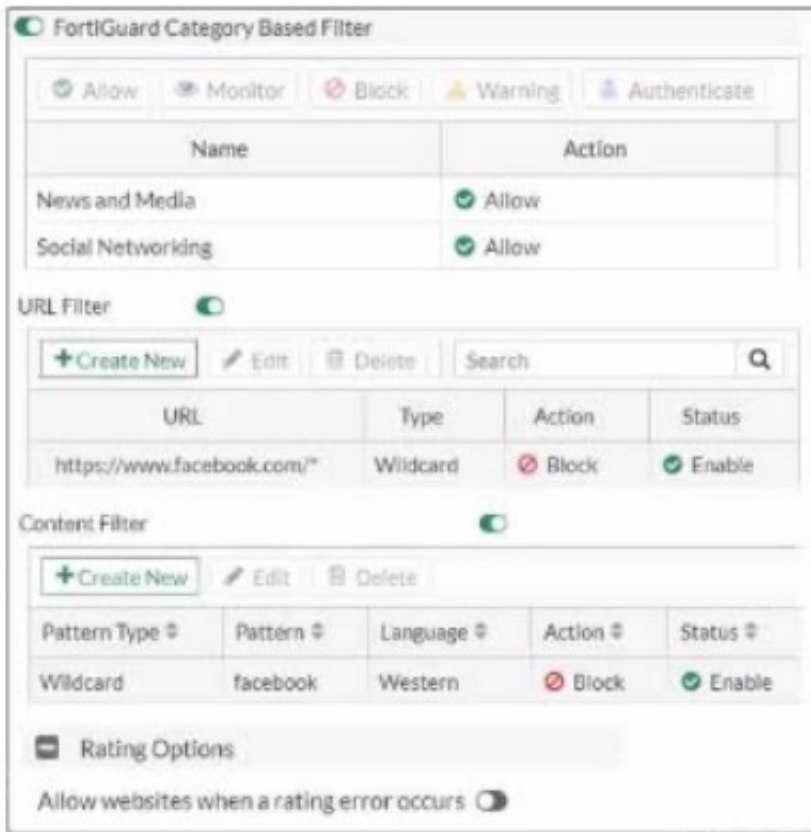 FortiGuard Category Based Filter
Allow Monitor Block Warning Authenticate
Name Action
News and Media Allow
Social Networking Allow
URL Filter
+Create New Edit Delete Search
URL Type Action Status
https://www.facebook.com/* Wildcard Block Enable
Content Filter
+Create New Edit Delete
Pattern Type Pattern Language Action Status
Wildcard facebook Western Block Enable
Rating Options
Allow websites when a rating error occurs